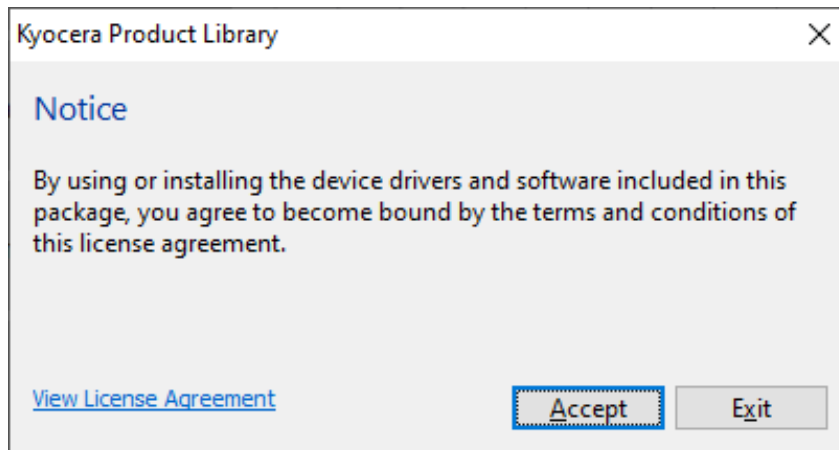 Kyocera Product Library
Notice
By using or installing the device drivers and software included in this
package, you agree to become bound by the terms and conditions of
this license agreement.
View License Agreement
Accept
Exit